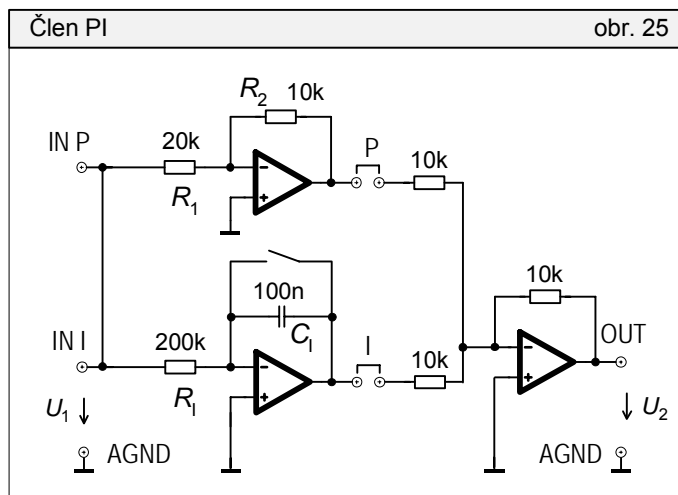 Člen PI obr. 25
R2 10k
IN P 20k P 10k
R1
100n 10k
CI OUT
IN I 200k I 10k
RI
U1 U2
AGND AGND